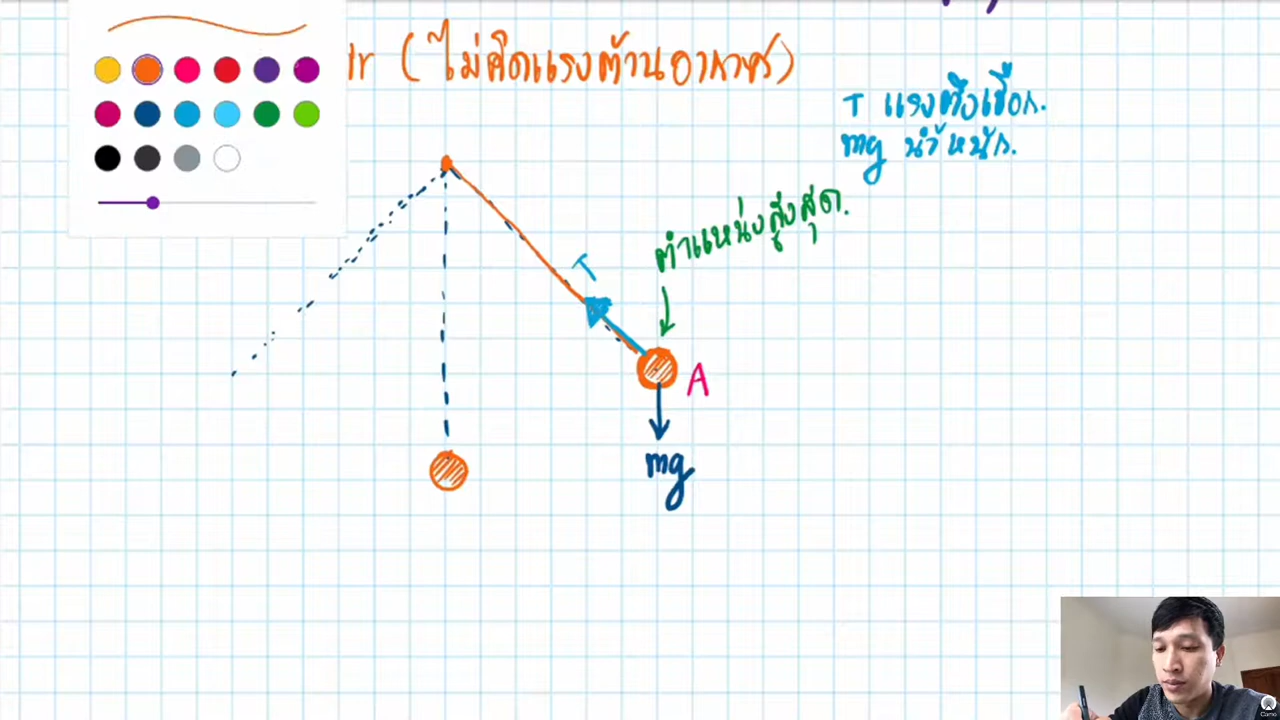 (ไม่คิดแรงต้านอากาศ)
T แรงตึงเชือก.
mg น้ำหนัก.
ตำแหน่งสูงสุด.
T
A
mg
Camo